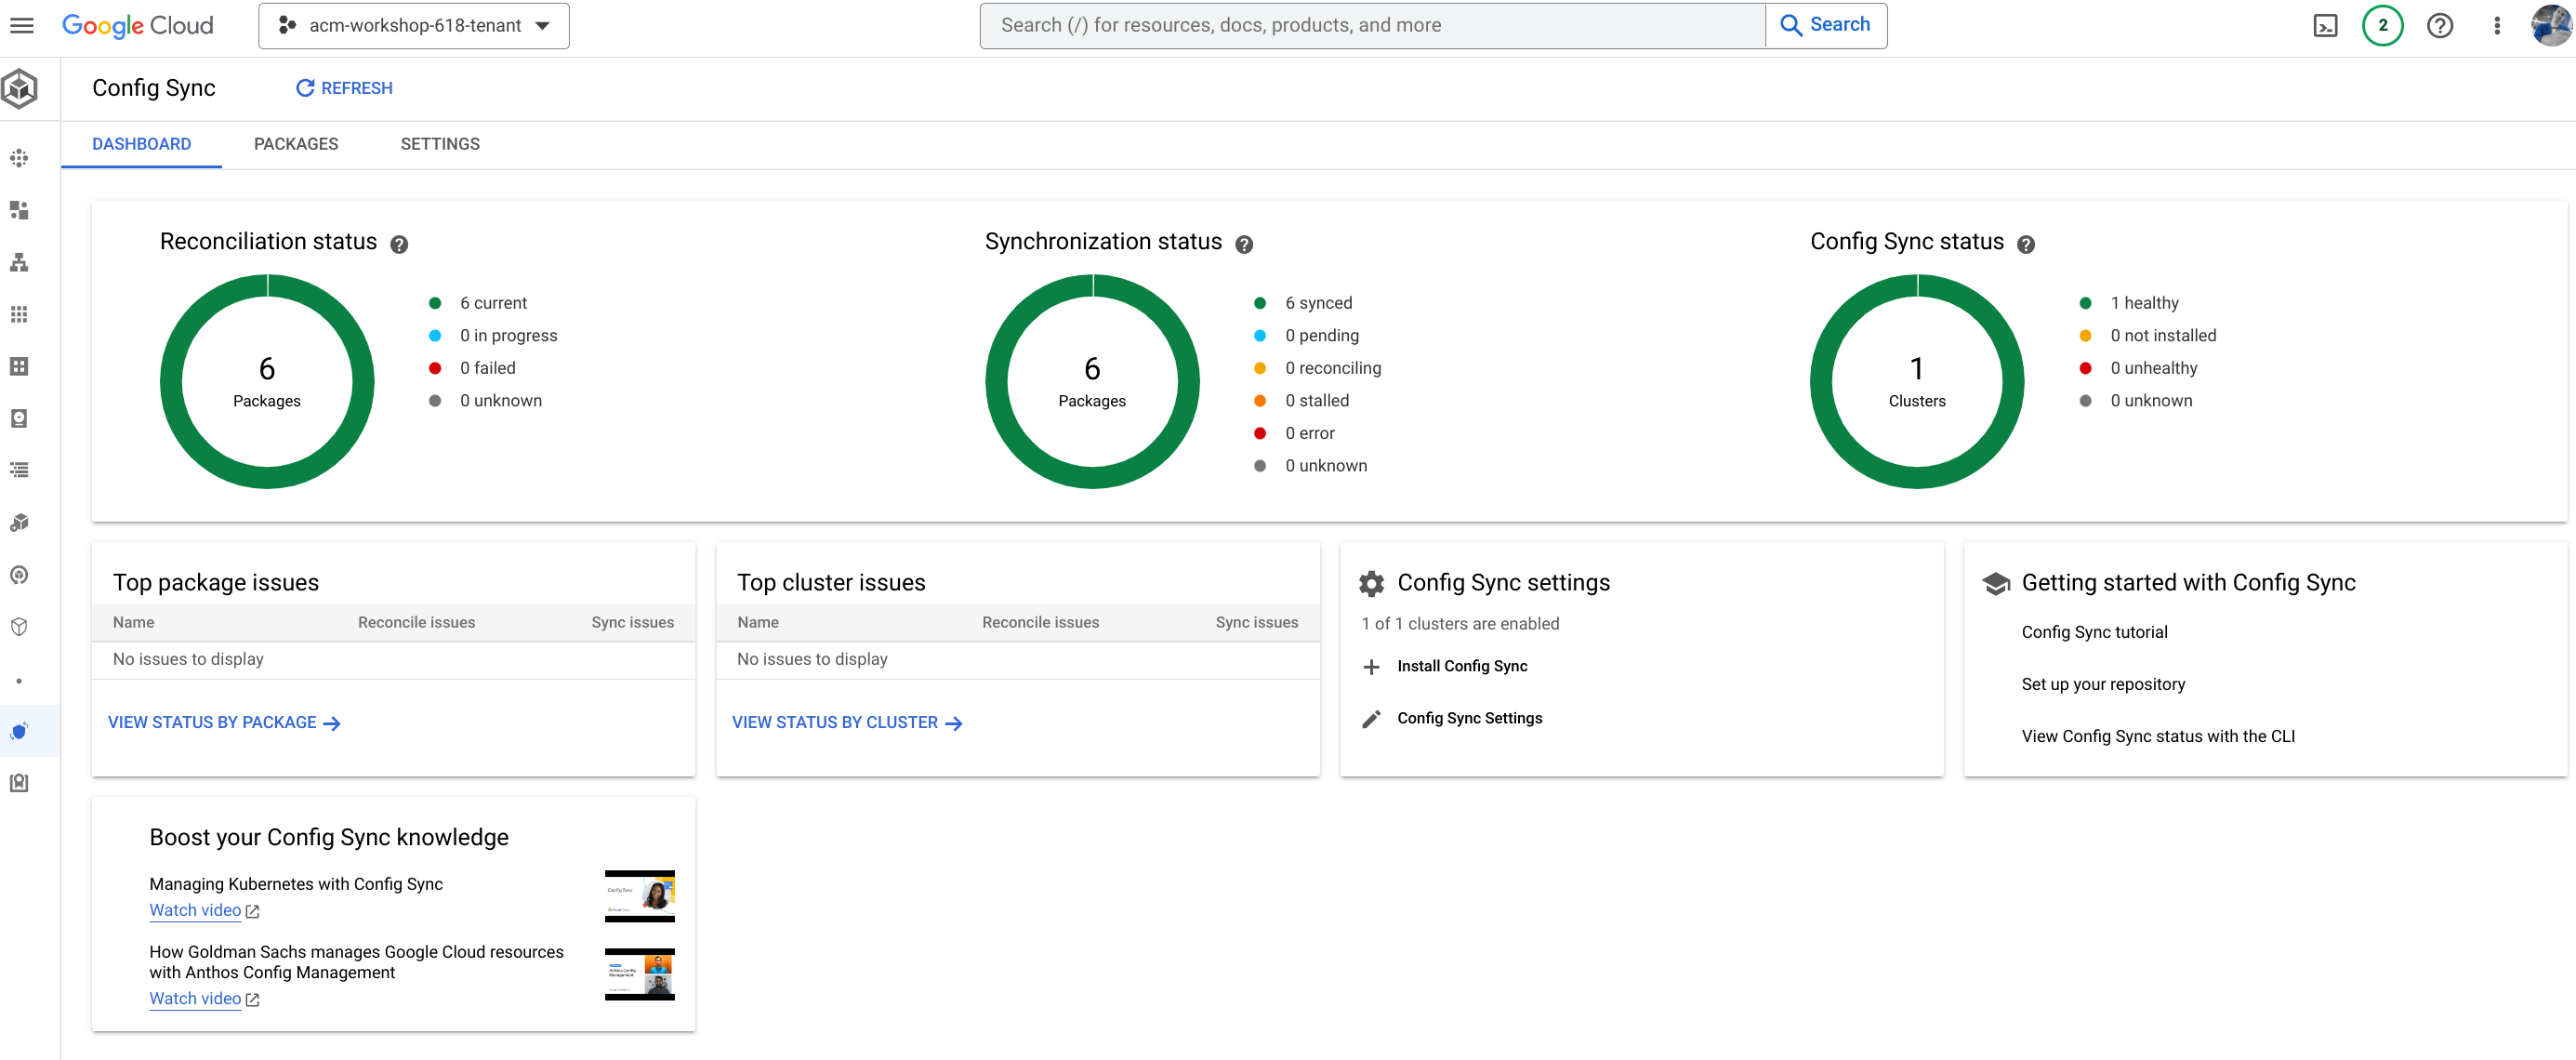 Google Cloud
acm-workshop-618-tenant
Search (/) for resources, docs, products, and more
Search
2
Config Sync
REFRESH
DASHBOARD
PACKAGES
SETTINGS
Reconciliation status
6
Packages
6 current
0 in progress
0 failed
0 unknown
Synchronization status
6
Packages
6 synced
0 pending
0 reconciling
0 stalled
0 error
0 unknown
Config Sync status
1
Clusters
1 healthy
0 not installed
0 unhealthy
0 unknown
Top package issues
Name Reconcile issues Sync issues
No issues to display
VIEW STATUS BY PACKAGE
Top cluster issues
Name Reconcile issues Sync issues
No issues to display
VIEW STATUS BY CLUSTER
Config Sync settings
1 of 1 clusters are enabled
Install Config Sync
Config Sync Settings
Getting started with Config Sync
Config Sync tutorial
Set up your repository
View Config Sync status with the CLI
Boost your Config Sync knowledge
Managing Kubernetes with Config Sync
Watch video
Config Sync
How Goldman Sachs manages Google Cloud resources
with Anthos Config Management
Watch video
Anthos Config
Management